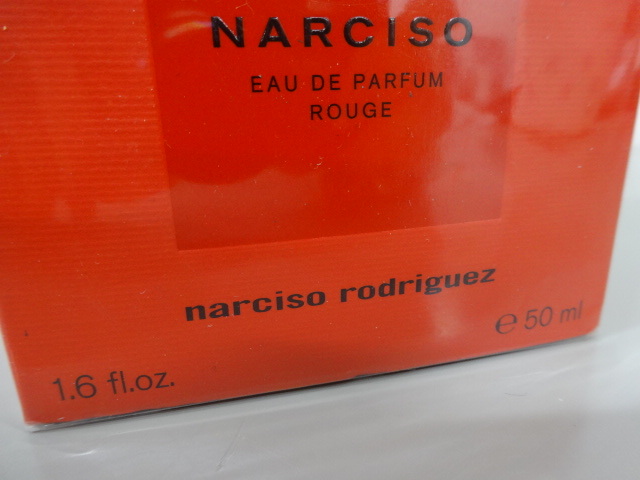 NARCISO
EAU DE PARFUM
ROUGE
narciso rodriguez
℮ 50 ml
1.6 fl.oz.